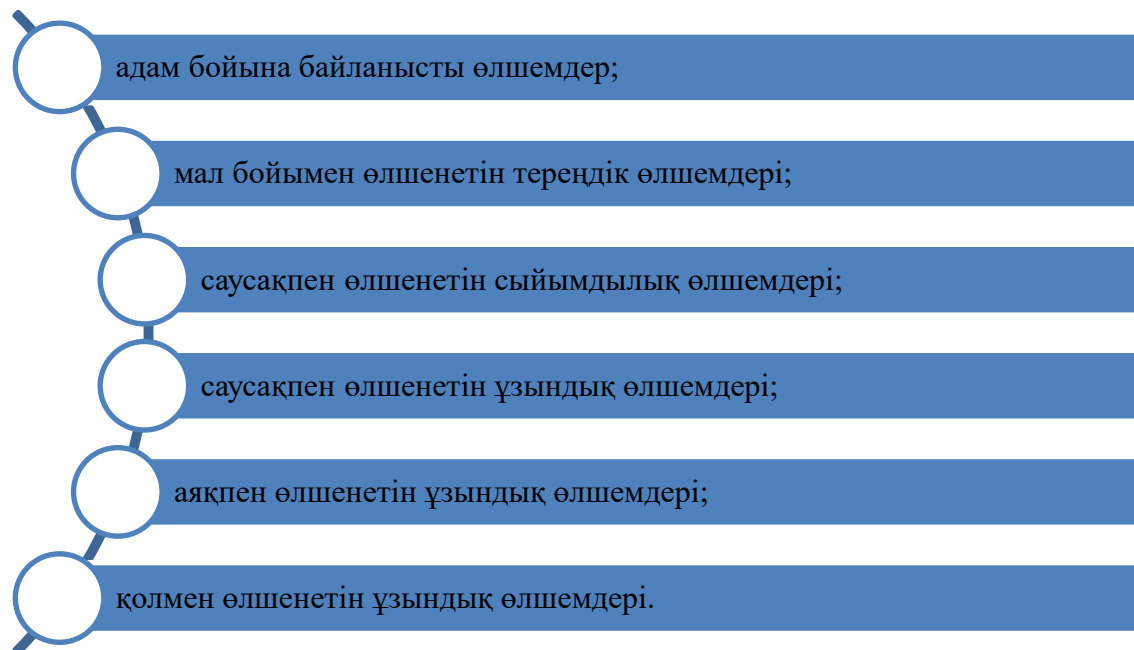 адам бойына байланысты өлшемдер;
мал бойымен өлшенетін тереңдік өлшемдері;
саусақпен өлшенетін сыйымдылық өлшемдері;
саусақпен өлшенетін ұзындық өлшемдері;
аяқпен өлшенетін ұзындық өлшемдері;
қолмен өлшенетін ұзындық өлшемдері.